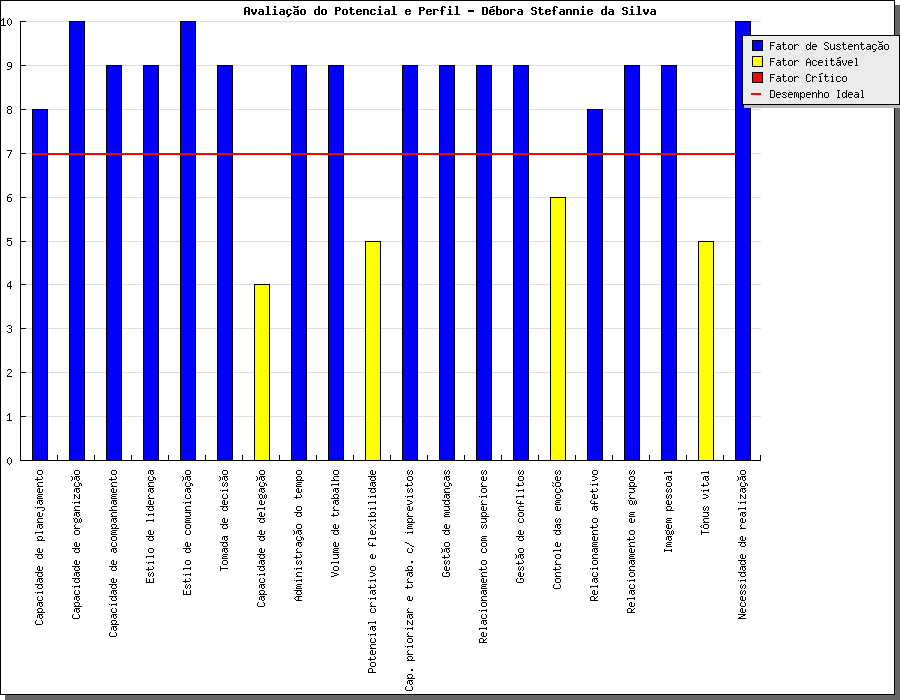 Avaliação do Potencial e Perfil - Débora Stefannie da Silva
10
9
8
7
6
5
4
3
2
1
0
Fator de Sustentação
Fator Aceitável
Fator Crítico
Desempenho Ideal
Capacidade de planejamento
Capacidade de organização
Capacidade de acompanhamento
Estilo de liderança
Estilo de comunicação
Tomada de decisão
Capacidade de delegação
Administração do tempo
Volume de trabalho
Potencial criativo e flexibilidade
Cap. priorizar e trab. c/ imprevistos
Gestão de mudanças
Relacionamento com superiores
Gestão de conflitos
Controle das emoções
Relacionamento afetivo
Relacionamento em grupos
Imagem pessoal
Tônus vital
Necessidade de realização